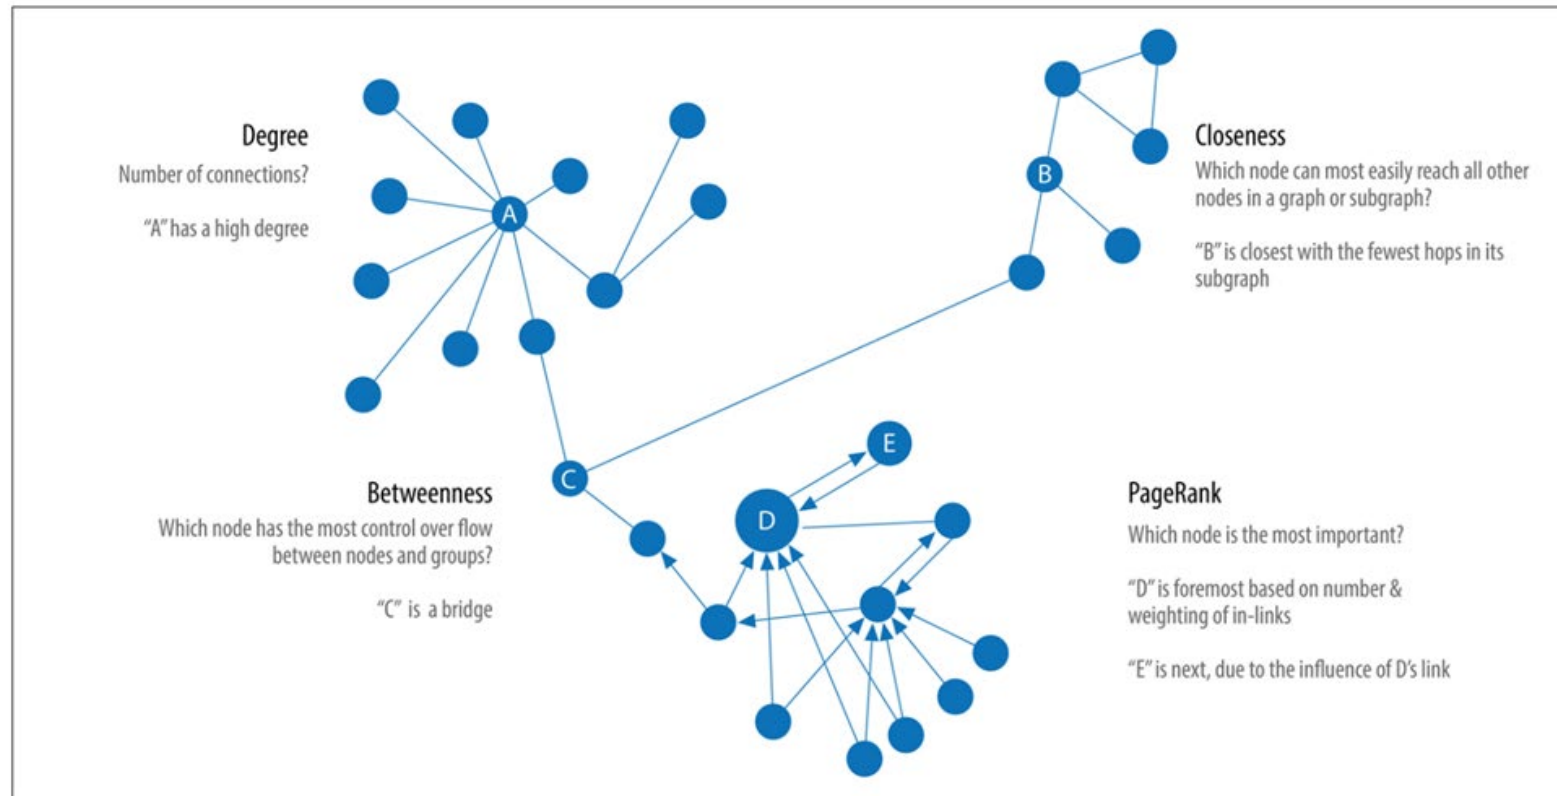 Degree
Number of connections?
“A” has a high degree
A
B
Closeness
Which node can most easily reach all other
nodes in a graph or subgraph?
“B” is closest with the fewest hops in its
subgraph
Betweenness
Which node has the most control over flow
between nodes and groups?
“C” is a bridge
C
D
E
PageRank
Which node is the most important?
“D” is foremost based on number &
weighting of in-links
“E” is next, due to the influence of D’s link